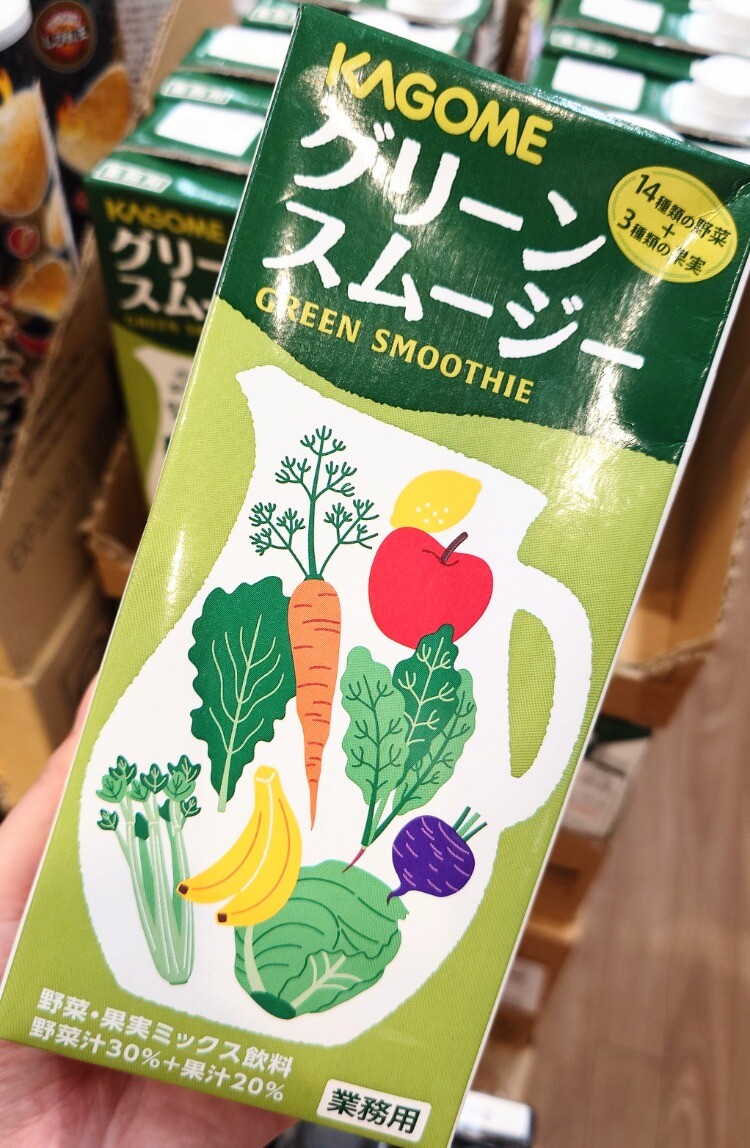 KAGOME
グリーン
スムージー
GREEN SMOOTHIE
14種類の野菜
+
3種類の果実
野菜・果実ミックス飲料
野菜汁30%+果汁20%
業務用
KAGOME
グリー
スム
GREEN